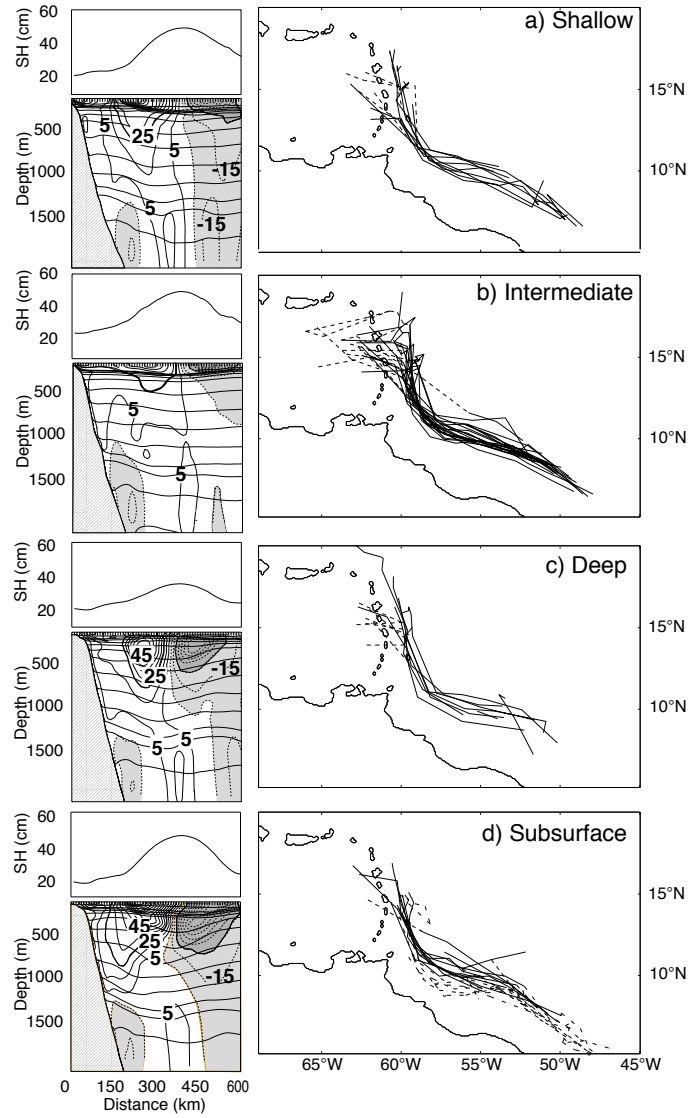 60
40
20
SH (cm)
a) Shallow
15°N
10°N
500
1000
1500
Depth (m)
5
25
5
-15
5
-15
60
40
20
SH (cm)
b) Intermediate
15°N
10°N
500
1000
1500
Depth (m)
5
5
60
40
20
SH (cm)
c) Deep
15°N
10°N
500
1000
1500
Depth (m)
45
25
-15
5
5
60
40
20
SH (cm)
d) Subsurface
15°N
10°N
500
1000
1500
Depth (m)
45
25
5
-15
5
0 150 300 450 600
Distance (km)
65°W 60°W 55°W 50°W 45°W